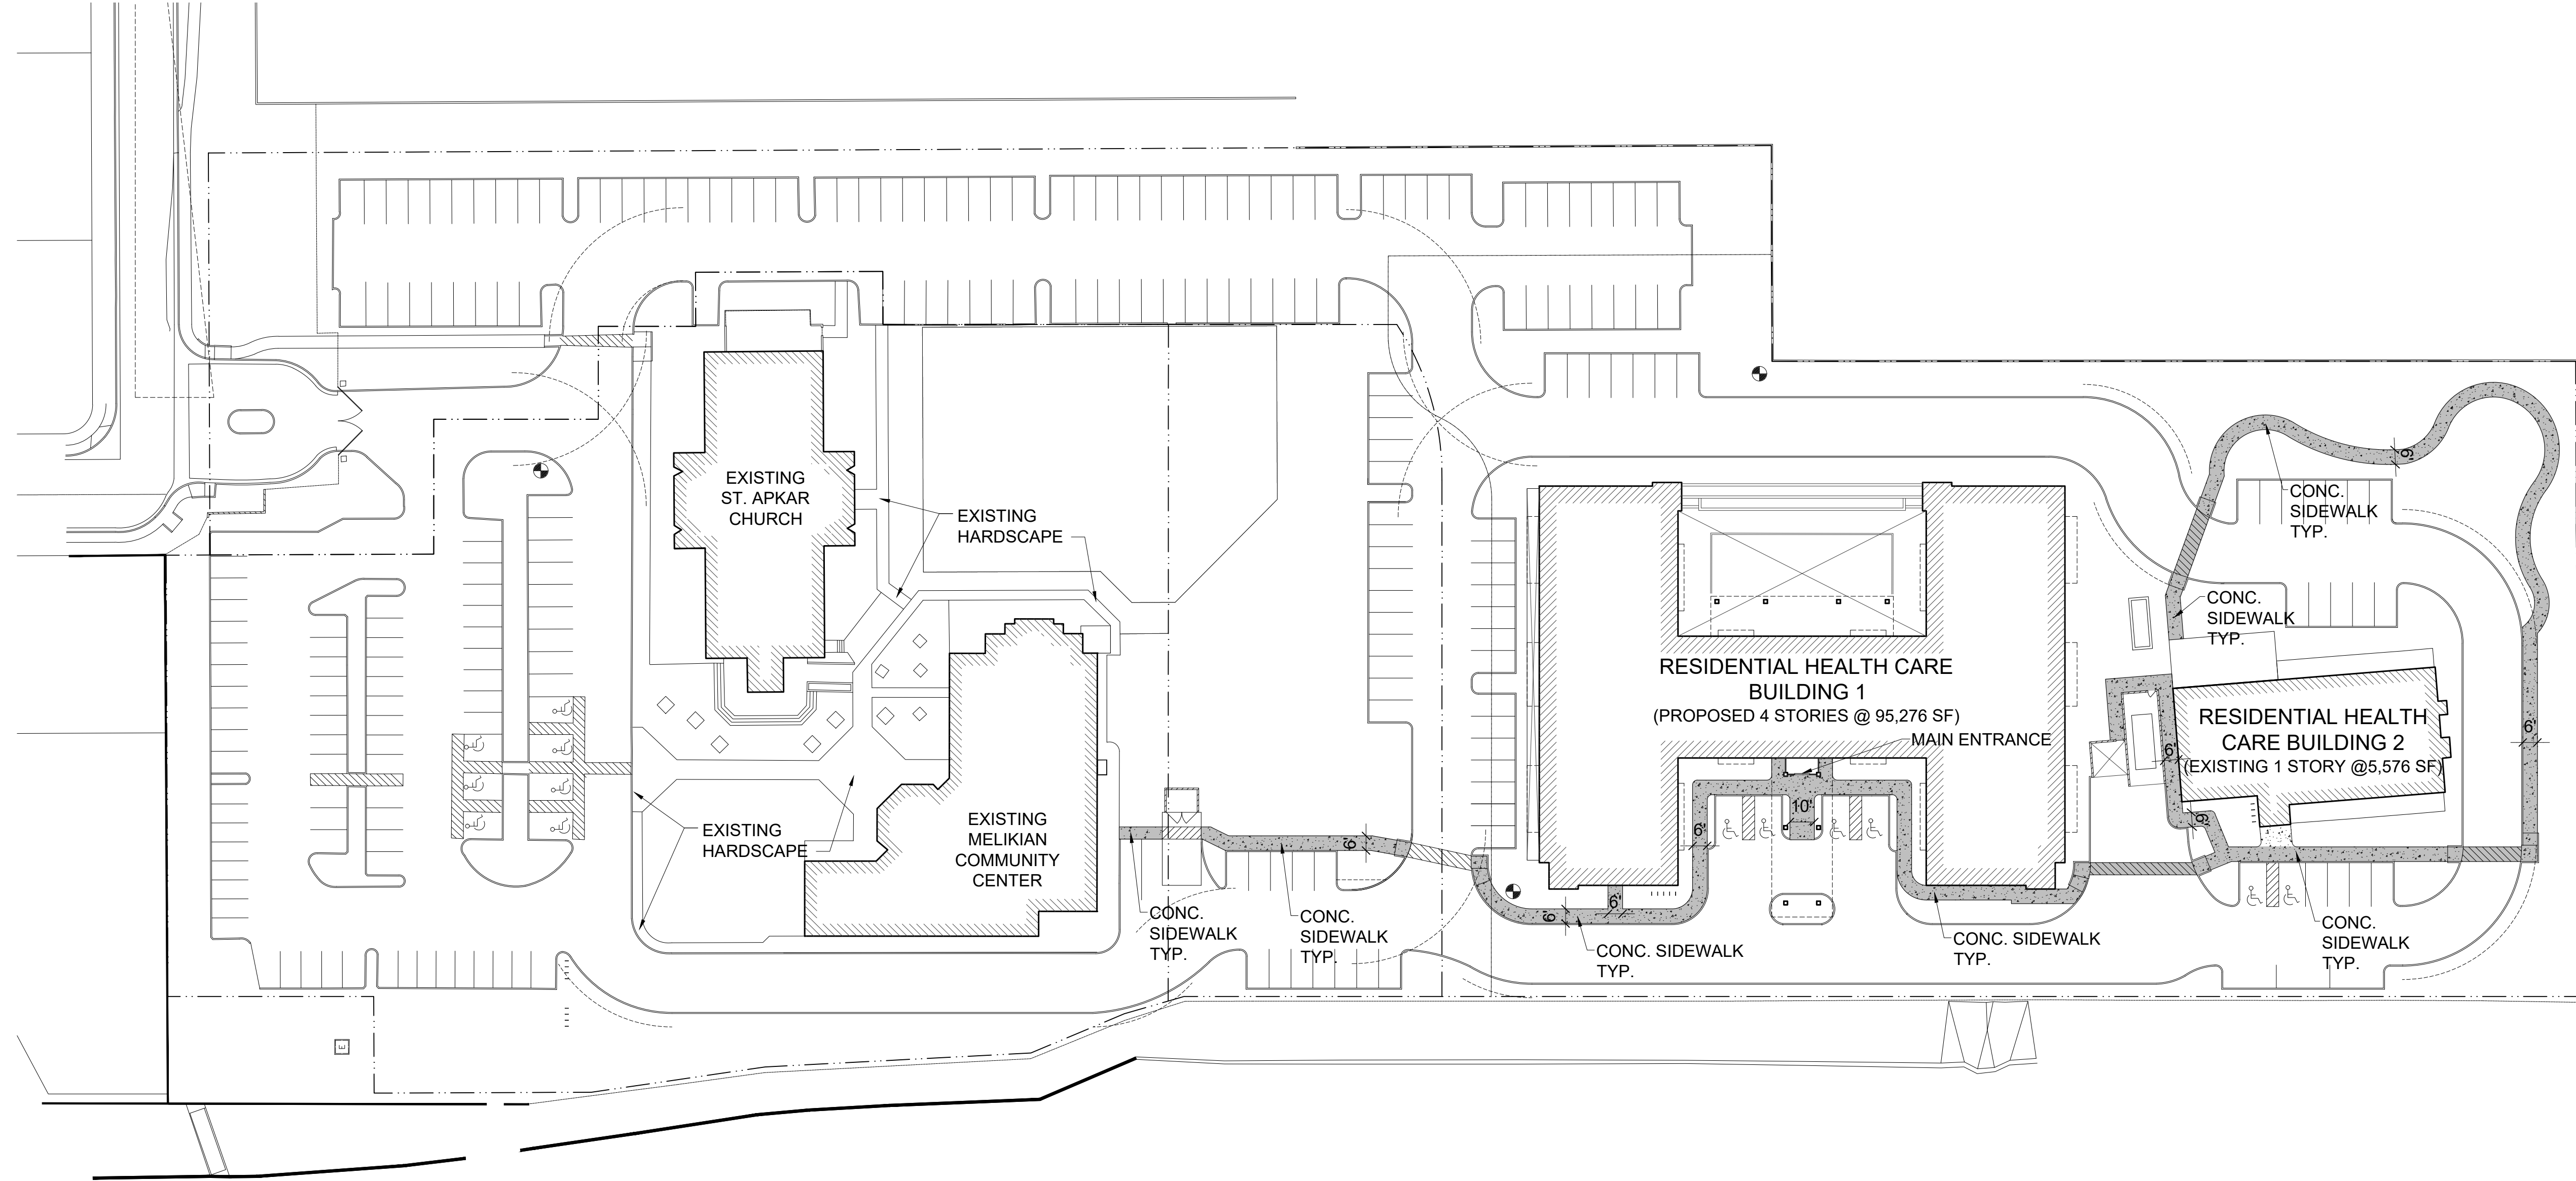 EXISTING
ST. APKAR
CHURCH
EXISTING
HARDSCAPE
EXISTING
HARDSCAPE
EXISTING
MELIKIAN
COMMUNITY
CENTER
CONC.
SIDEWALK
TYP.
CONC.
SIDEWALK
TYP.
6'
RESIDENTIAL HEALTH CARE
BUILDING 1
(PROPOSED 4 STORIES @ 95,276 SF)
MAIN ENTRANCE
10'
6'
6'
6'
CONC. SIDEWALK
TYP.
CONC. SIDEWALK
TYP.
6'
CONC.
SIDEWALK
TYP.
CONC.
SIDEWALK
TYP.
RESIDENTIAL HEALTH
CARE BUILDING 2
(EXISTING 1 STORY @5,576 SF)
6'
6'
6'
CONC.
SIDEWALK
TYP.
E